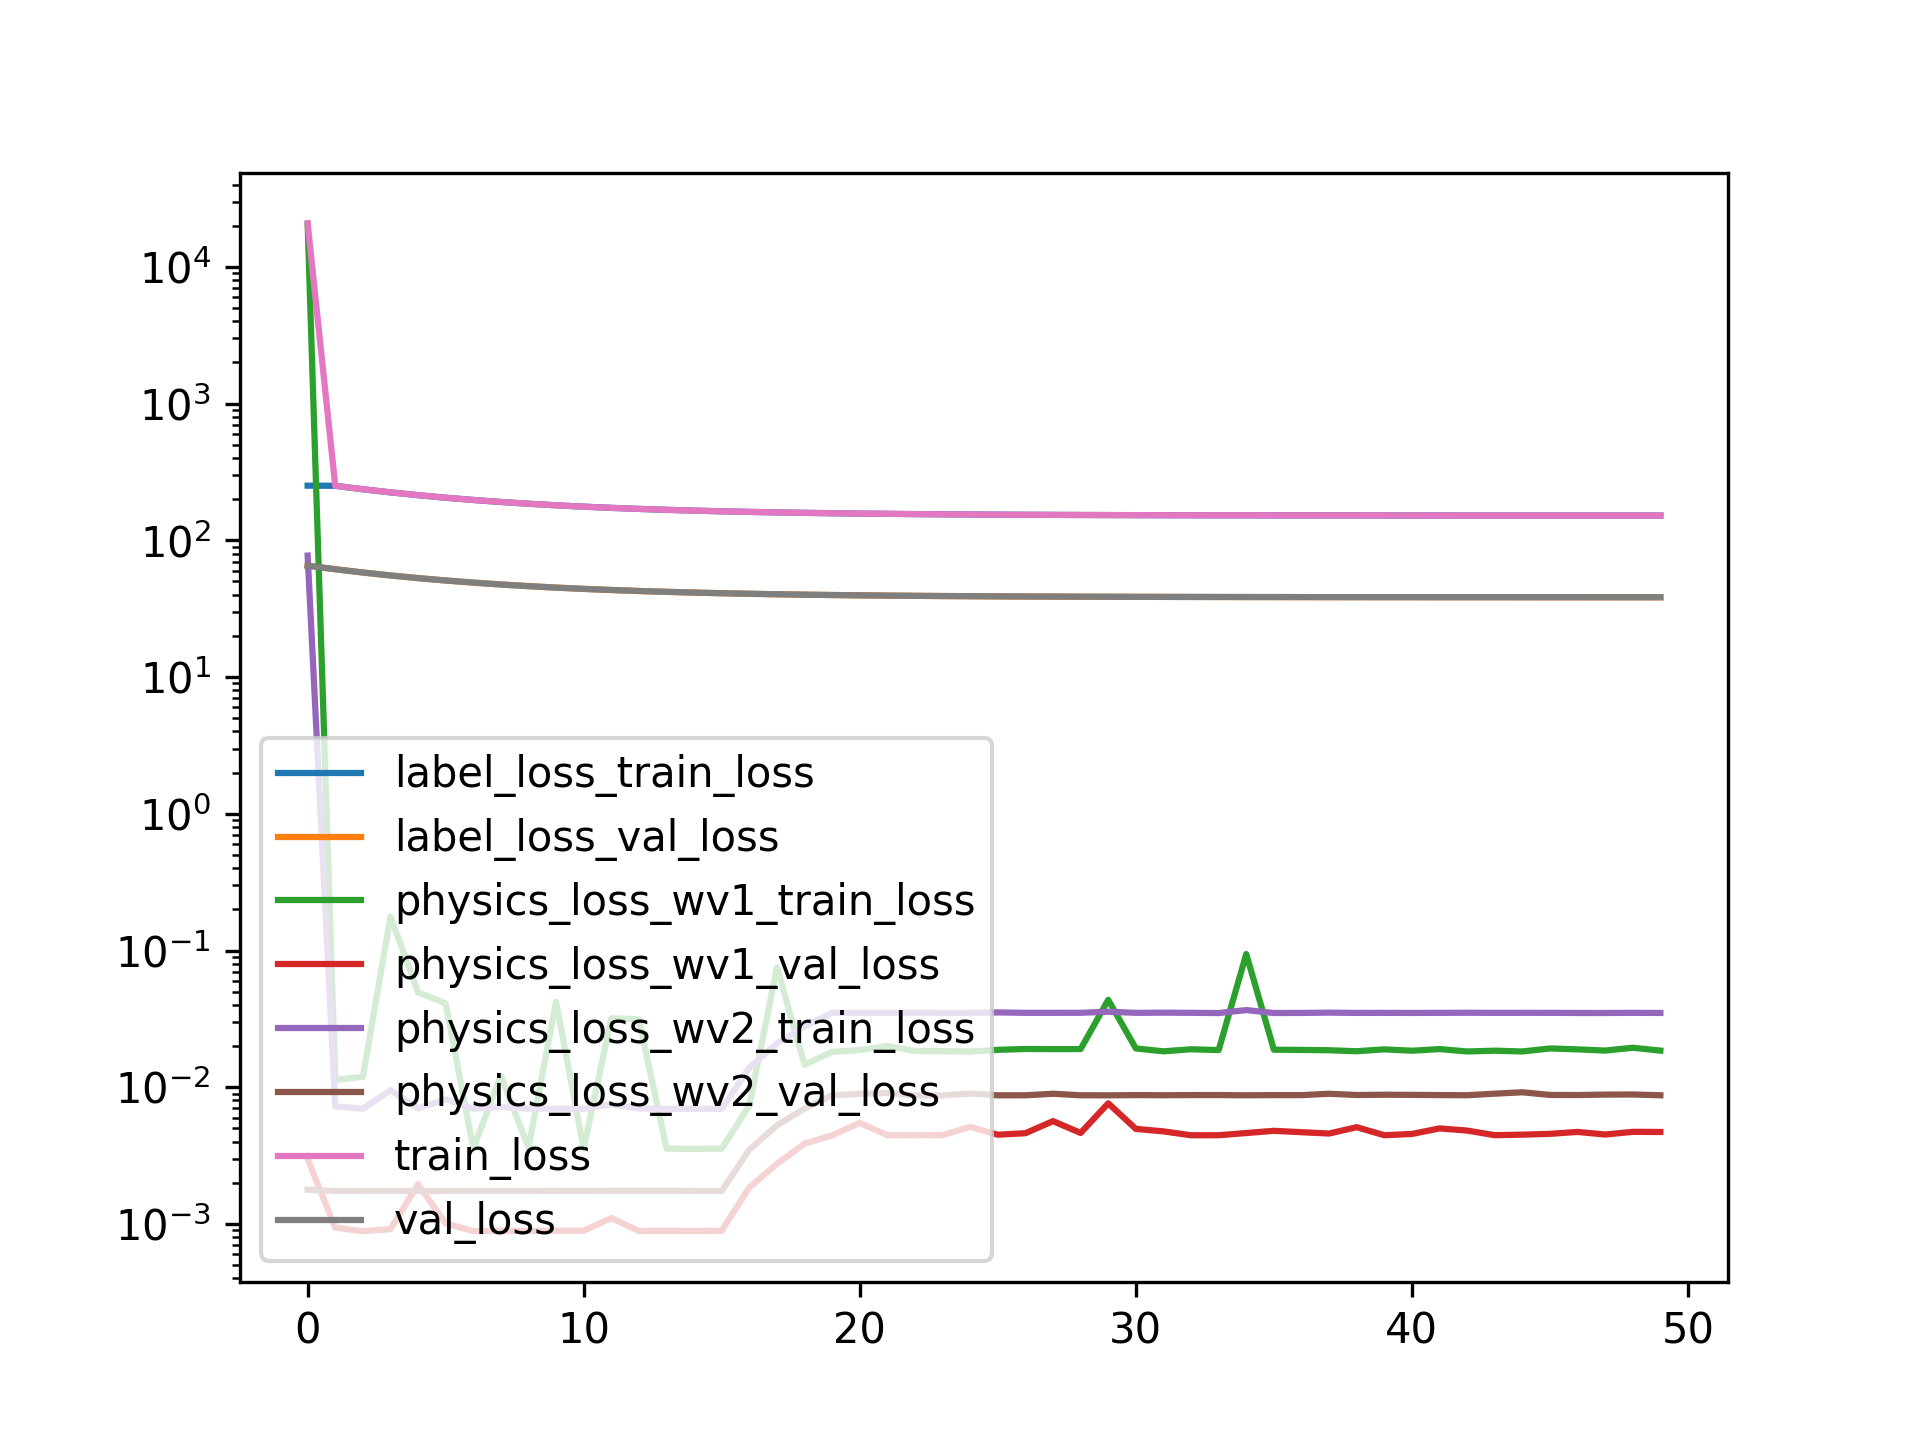 10^4
10^3
10^2
10^1
10^0
10^-1
10^-2
10^-3
label_loss_train_loss
label_loss_val_loss
physics_loss_wv1_train_loss
physics_loss_wv1_val_loss
physics_loss_wv2_train_loss
physics_loss_wv2_val_loss
train_loss
val_loss
0 10 20 30 40 50